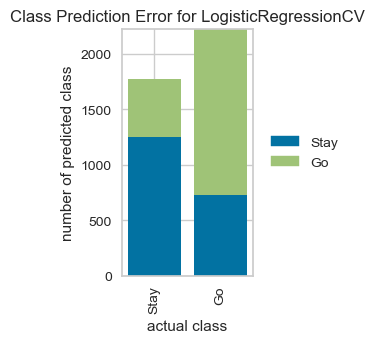 Class Prediction Error for LogisticRegressionCV
number of predicted class
2000
1500
1000
500
0
Stay
Go
actual class
Stay
Go